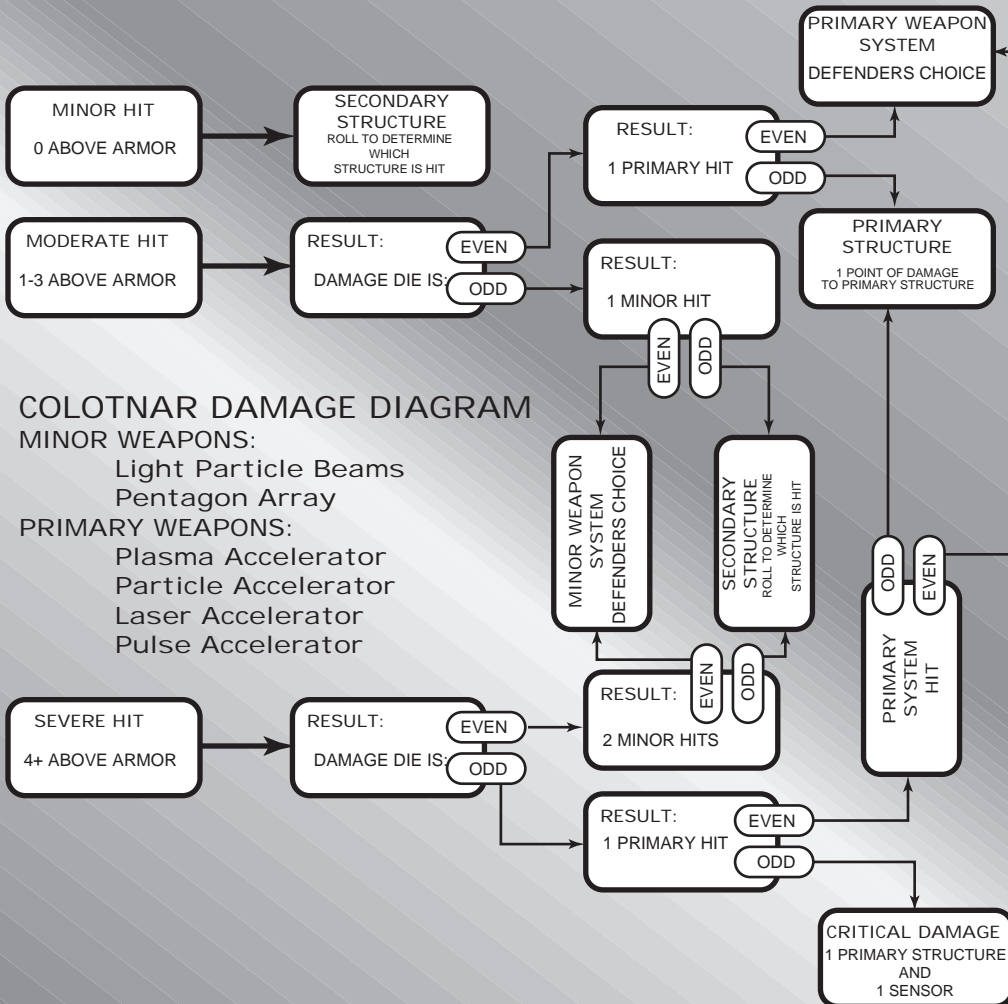 PRIMARY WEAPON
SYSTEM
DEFENDERS CHOICE
MINOR HIT
0 ABOVE ARMOR
SECONDARY
STRUCTURE
ROLL TO DETERMINE
WHICH
STRUCTURE IS HIT
RESULT:
1 PRIMARY HIT
EVEN
ODD
MODERATE HIT
1-3 ABOVE ARMOR
RESULT:
DAMAGE DIE IS:
EVEN
ODD
RESULT:
1 MINOR HIT
EVEN
ODD
PRIMARY
STRUCTURE
1 POINT OF DAMAGE
TO PRIMARY STRUCTURE
COLOTNAR DAMAGE DIAGRAM
MINOR WEAPONS:
Light Particle Beams
Pentagon Array
PRIMARY WEAPONS:
Plasma Accelerator
Particle Accelerator
Laser Accelerator
Pulse Accelerator
MINOR WEAPON
SYSTEM
DEFENDERS CHOICE
SECONDARY
STRUCTURE
ROLL TO DETERMINE
WHICH
STRUCTURE IS HIT
ODD
EVEN
PRIMARY
SYSTEM
HIT
SEVERE HIT
4+ ABOVE ARMOR
RESULT:
DAMAGE DIE IS:
EVEN
ODD
RESULT:
2 MINOR HITS
EVEN
ODD
RESULT:
1 PRIMARY HIT
EVEN
ODD
CRITICAL DAMAGE
1 PRIMARY STRUCTURE
AND
1 SENSOR